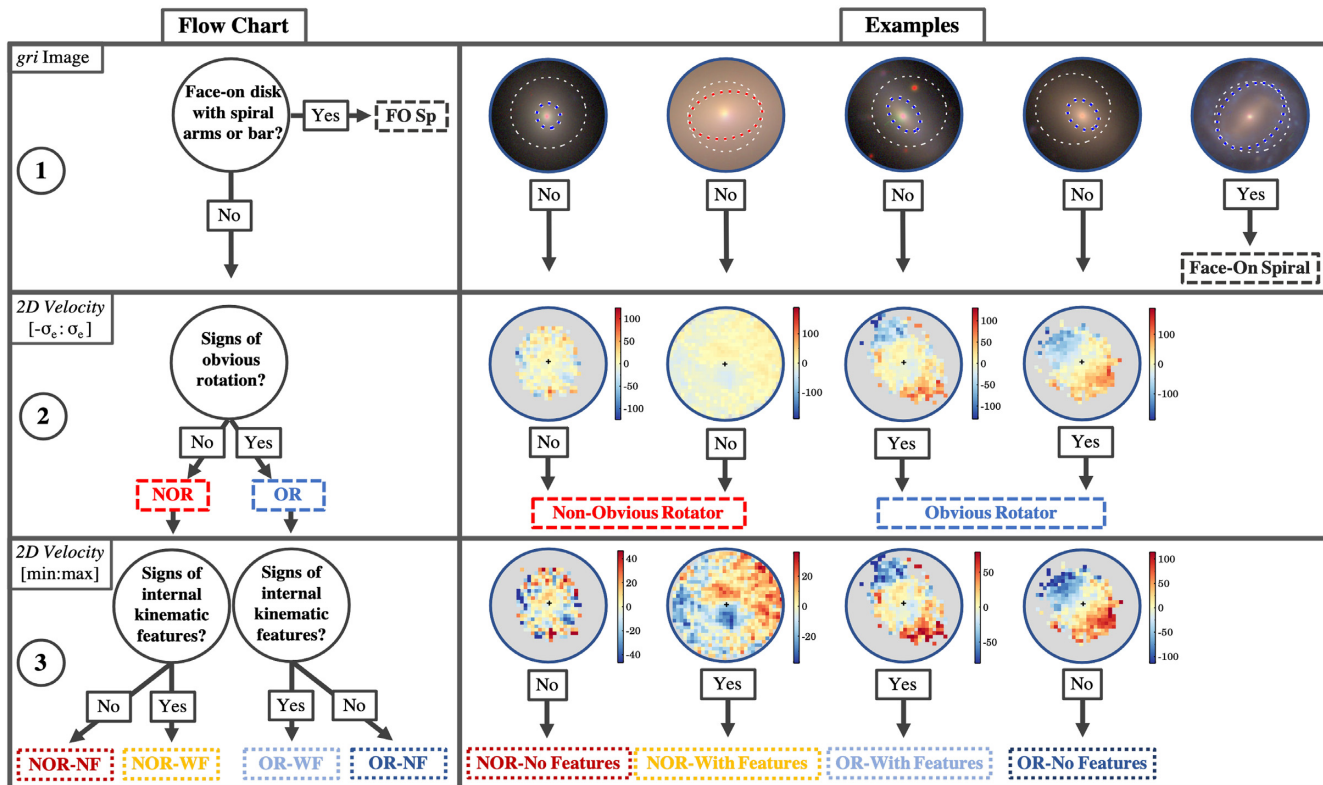 Flow Chart
Examples
gri Image
Face-on disk
with spiral
arms or bar?
Yes
FO Sp
1
No
No
No
No
No
Yes
Face-On Spiral
2D Velocity
[-σe : σe ]
Signs of
obvious
rotation?
2
No
Yes
NOR
OR
100
50
0
-50
-100
100
0
-100
100
50
0
-50
-100
100
0
-100
No
No
Yes
Yes
Non-Obvious Rotator
Obvious Rotator
2D Velocity
[min:max]
Signs of
internal
kinematic
features?
Signs of
internal
kinematic
features?
3
No
Yes
Yes
No
NOR-NF
NOR-WF
OR-WF
OR-NF
40
20
0
-20
-40
20
0
-20
50
0
-50
100
50
0
-50
-100
No
Yes
Yes
No
NOR-No Features
NOR-With Features
OR-With Features
OR-No Features